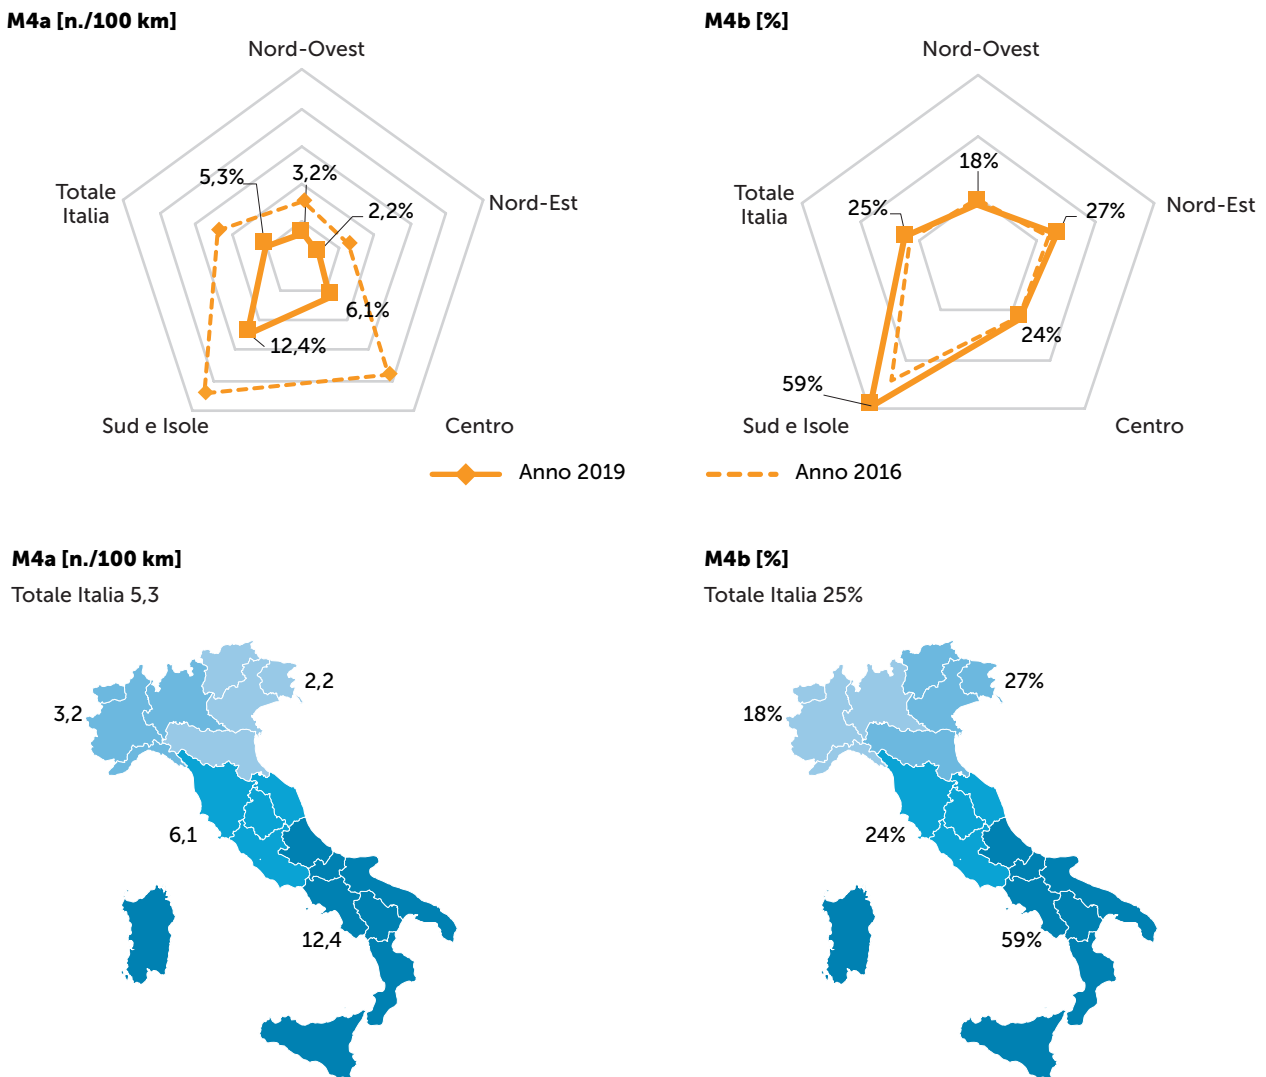 M4a [n./100 km]
Nord-Ovest
3,2%
5,3%
2,2%
Totale
Italia
Nord-Est
6,1%
12,4%
Sud e Isole
Centro
M4b [%]
Nord-Ovest
18%
Totale
Italia
25%
27%
Nord-Est
24%
59%
Sud e Isole
Centro
Anno 2019
Anno 2016
M4a [n./100 km]
Totale Italia 5,3
2,2
3,2
6,1
12,4
M4b [%]
Totale Italia 25%
27%
18%
24%
59%